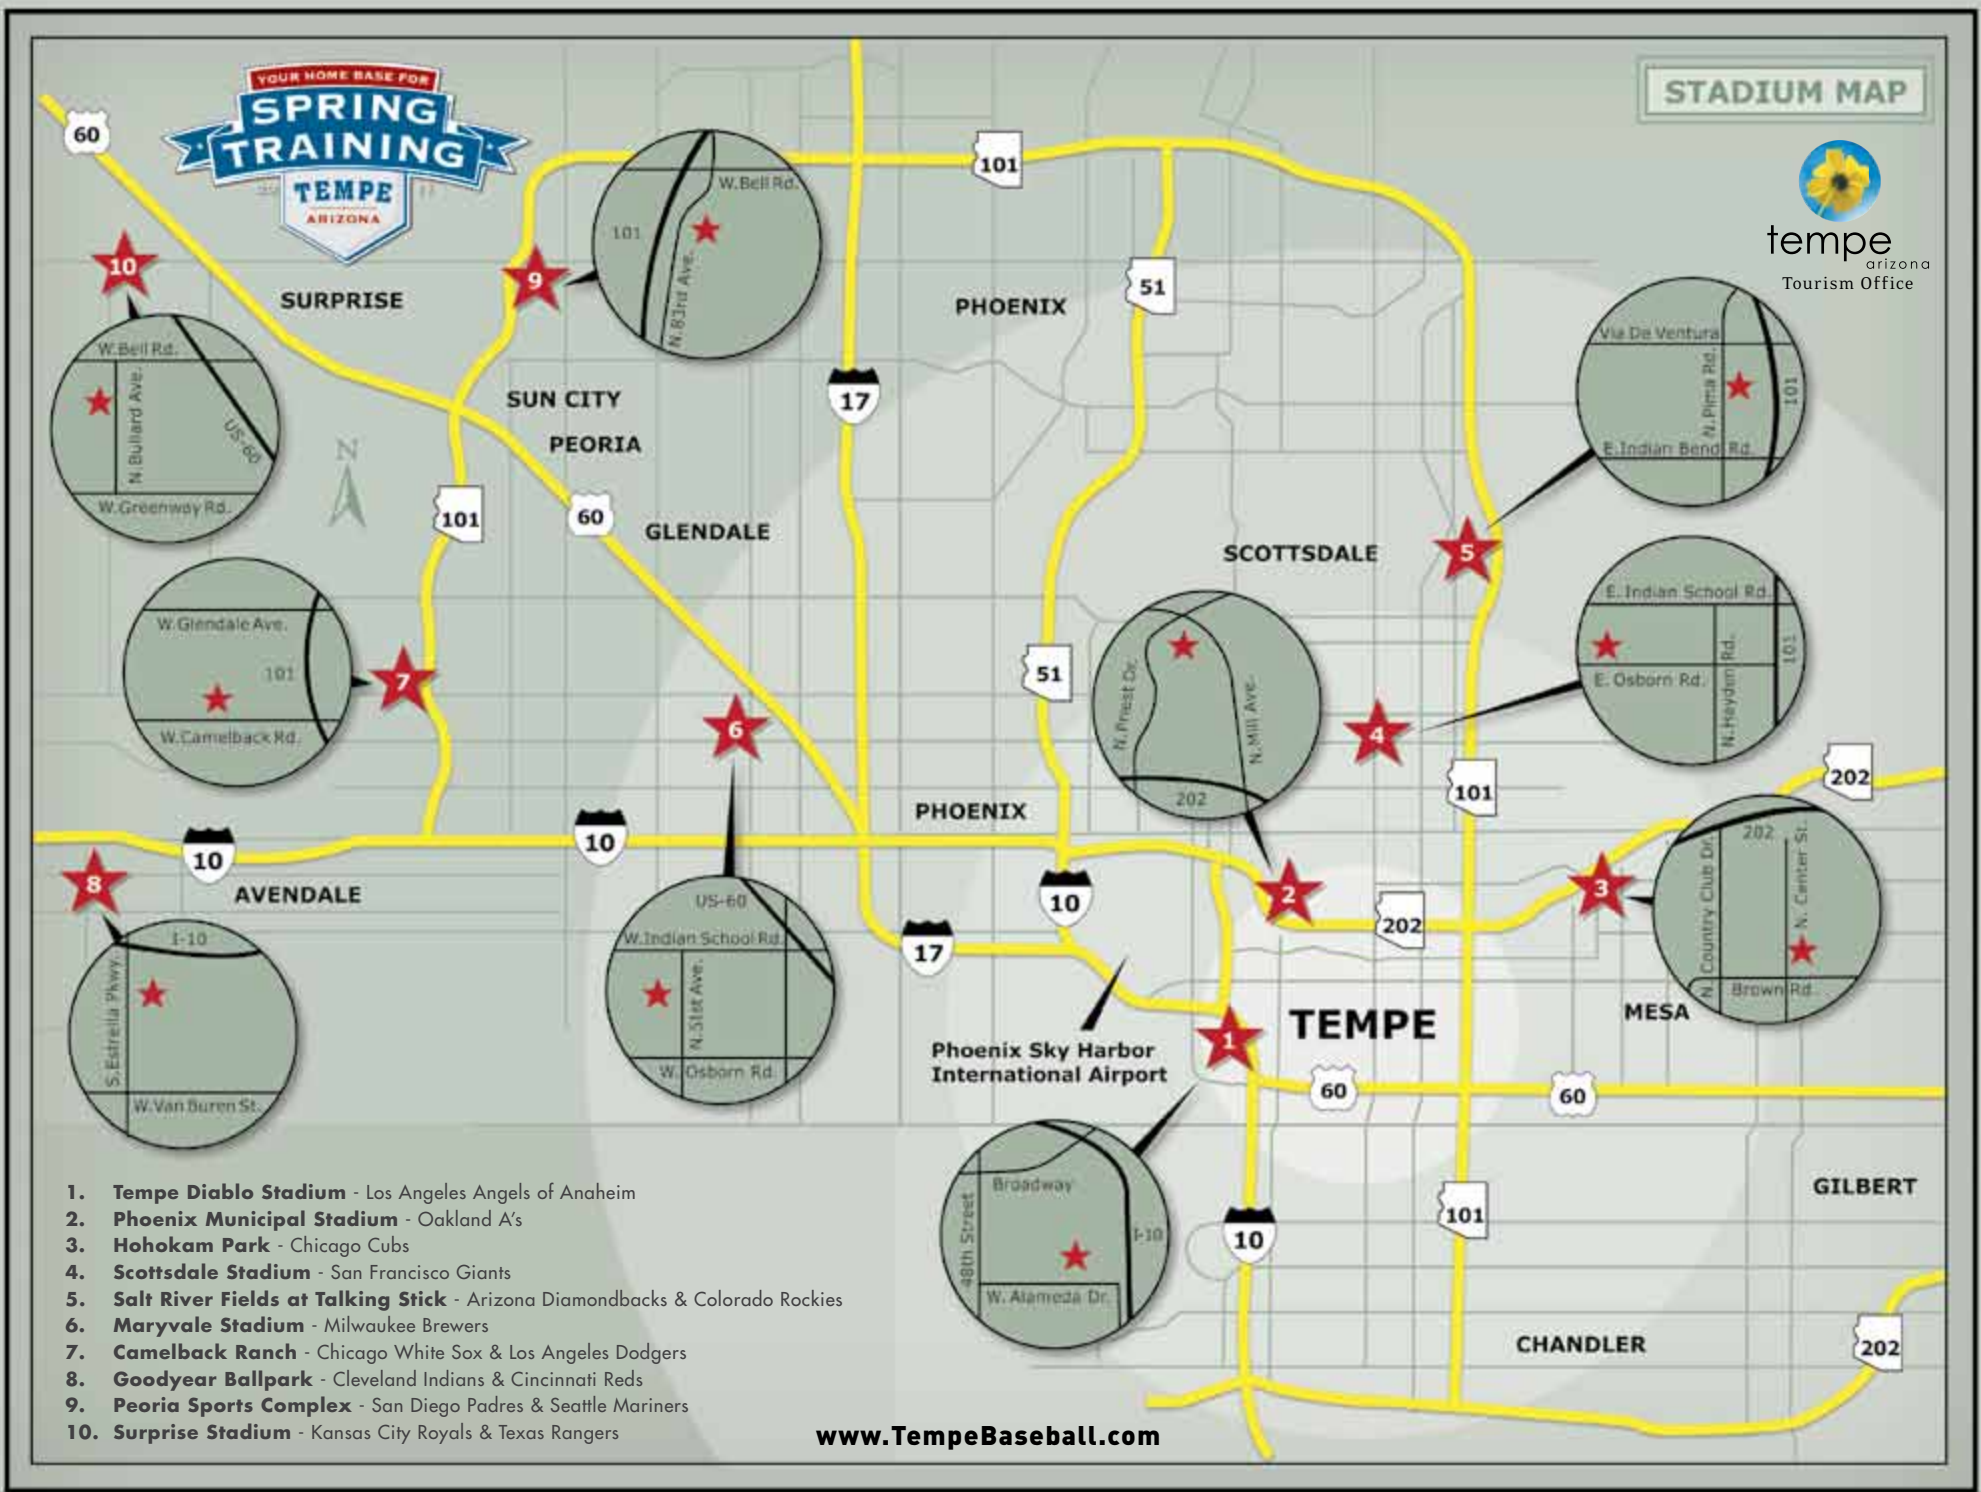 YOUR HOME BASE FOR
SPRING
TRAINING
TEMPE
ARIZONA
STADIUM MAP
tempe
arizona
Tourism Office
60
101
17
51
10
W.Bell Rd.
101
N.83rd Ave.
9
SURPRISE
PHOENIX
51
W.Bell Rd.
N.Bullard Ave.
US-60
W.Greenway Rd.
Via De Ventura
N.Pima Rd.
101
E.Indian Bend Rd.
17
SUN CITY
PEORIA
N
101
60
GLENDALE
SCOTTSDALE
5
W.Glendale Ave.
101
W.Camelback Rd.
7
6
51
N.Priest Dr.
N.Mill Ave.
202
4
E. Indian School Rd.
E. Osborn Rd.
N.Hayden Rd.
101
101
202
PHOENIX
10
10
8
AVENDALE
10
17
2
202
3
202
N. Country Club Dr.
N. Center St.
Brown Rd.
MESA
I-10
S.Estrella Pkwy.
W.Van Buren St.
US-60
W.Indian School Rd.
N.51st Ave.
W. Osborn Rd.
Phoenix Sky Harbor
International Airport
1
TEMPE
60
60
Broadway
48th Street
I-10
W. Alameda Dr.
10
101
GILBERT
CHANDLER
202
1. Tempe Diablo Stadium - Los Angeles Angels of Anaheim
2. Phoenix Municipal Stadium - Oakland A's
3. Hohokam Park - Chicago Cubs
4. Scottsdale Stadium - San Francisco Giants
5. Salt River Fields at Talking Stick - Arizona Diamondbacks & Colorado Rockies
6. Maryvale Stadium - Milwaukee Brewers
7. Camelback Ranch - Chicago White Sox & Los Angeles Dodgers
8. Goodyear Ballpark - Cleveland Indians & Cincinnati Reds
9. Peoria Sports Complex - San Diego Padres & Seattle Mariners
10. Surprise Stadium - Kansas City Royals & Texas Rangers
www.TempeBaseball.com